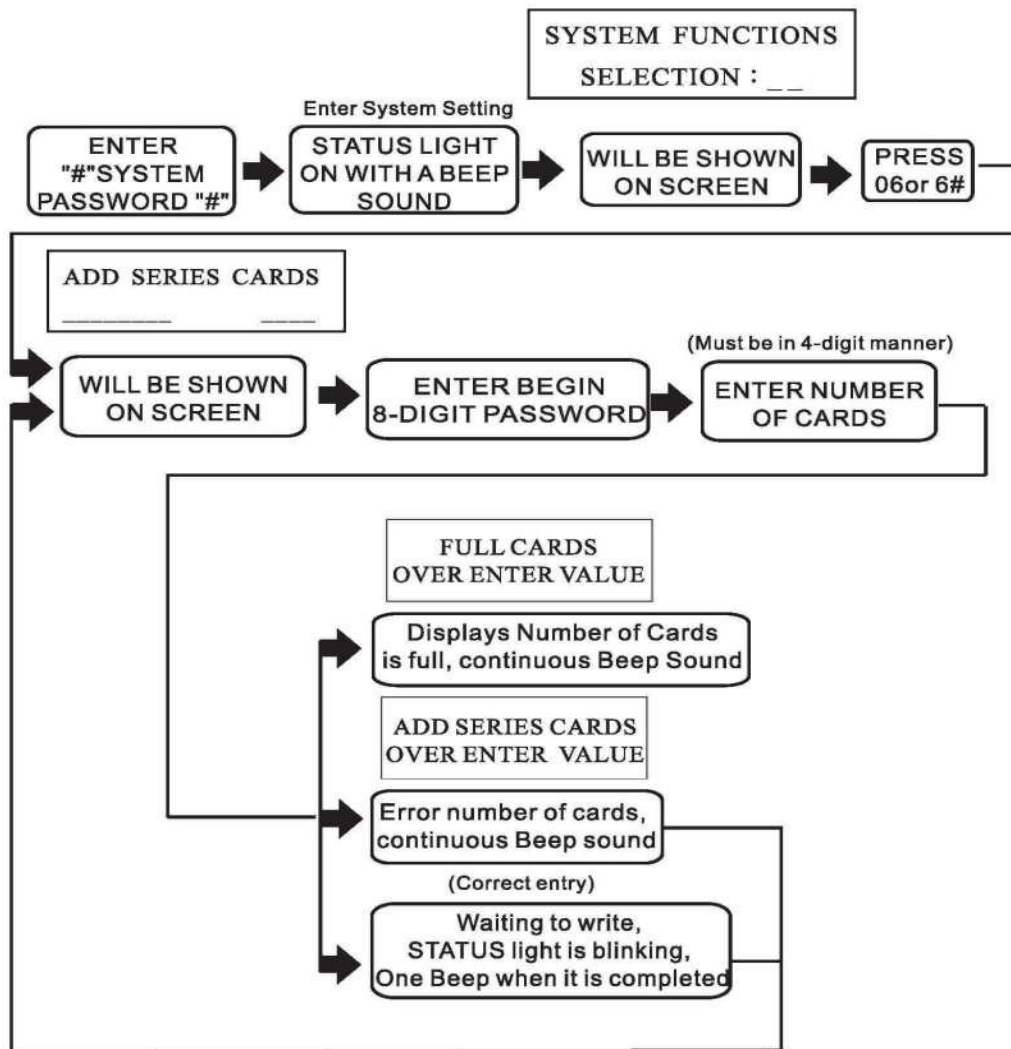 SYSTEM FUNCTIONS
SELECTION : _ _
Enter System Setting
ENTER
"#"SYSTEM
PASSWORD "#"
STATUS LIGHT
ON WITH A BEEP
SOUND
WILL BE SHOWN
ON SCREEN
PRESS
06or 6#
ADD SERIES CARDS
________ ____
WILL BE SHOWN
ON SCREEN
ENTER BEGIN
8-DIGIT PASSWORD
(Must be in 4-digit manner)
ENTER NUMBER
OF CARDS
FULL CARDS
OVER ENTER VALUE
Displays Number of Cards
is full, continuous Beep Sound
ADD SERIES CARDS
OVER ENTER VALUE
Error number of cards,
continuous Beep sound
(Correct entry)
Waiting to write,
STATUS light is blinking,
One Beep when it is completed